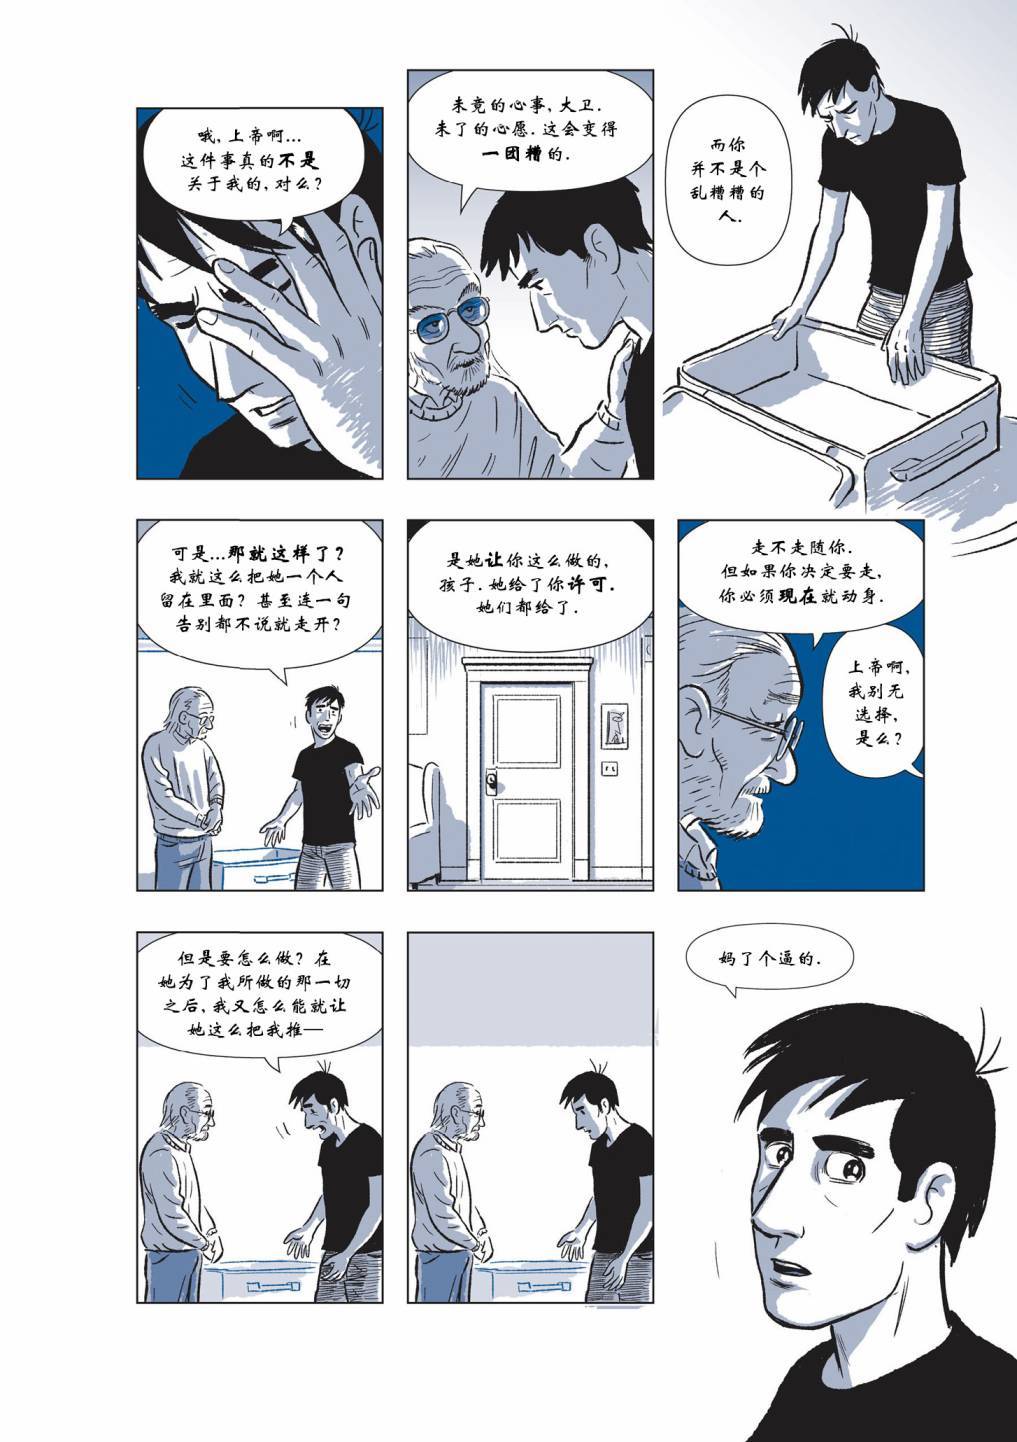 哦,上帝啊...
这件事真的不是
关于我的,对么?
未竟的心事,大卫.
未了的心愿.这会变得
一团糟的.
而你
并不是个
乱糟糟的
人.
可是...那就这样了?
我就这么把她一个人
留在里面? 甚至连一句
告别都不说就走开?
是她让你这么做的,
孩子.她给了你许可.
她们都给了.
走不走随你.
但如果你决定要走,
你必须现在就动身.
上帝啊,
我别无
选择,
是么?
但是要怎么做? 在
她为了我所做的那一切
之后,我又怎么能就让
她这么把我推—
妈了个逼的.